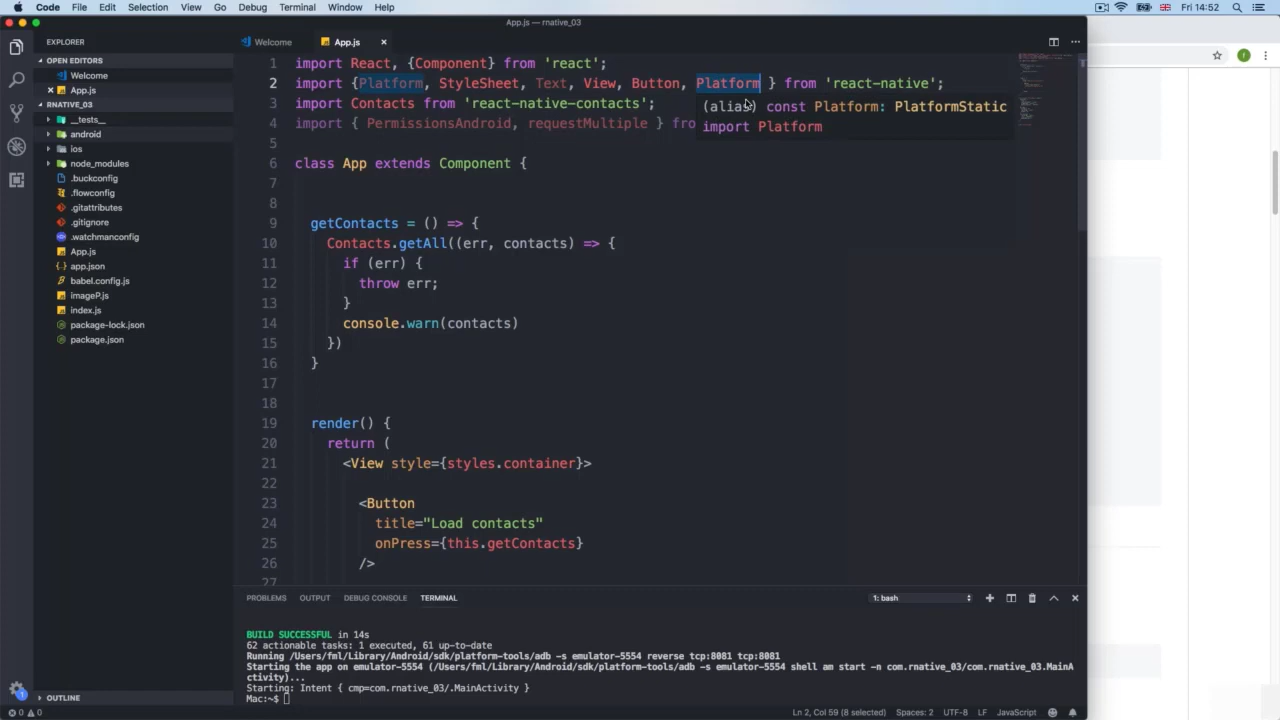 Code File Edit Selection View Go Debug Terminal Window Help Fri 14:52
App.js — rnative_03
EXPLORER
Welcome App.js ×
OPEN EDITORS
Welcome
× App.js
RNATIVE_03
__tests__
android
ios
node_modules
.buckconfig
.flowconfig
.gitattributes
.gitignore
.watchmanconfig
App.js
app.json
babel.config.js
imageP.js
index.js
package-lock.json
package.json
OUTLINE
1 import React, {Component} from 'react';
2 import {Platform, StyleSheet, Text, View, Button, Platform } from 'react-native';
3 import Contacts from 'react-native-contacts';
4 import { PermissionsAndroid, requestMultiple } from
(alias) const Platform: PlatformStatic
import Platform
5
6 class App extends Component {
7
8
9 getContacts = () => {
10 Contacts.getAll((err, contacts) => {
11 if (err) {
12 throw err;
13 }
14 console.warn(contacts)
15 })
16 }
17
18
19 render() {
20 return (
21 <View style={styles.container}>
22
23 <Button
24 title="Load contacts"
25 onPress={this.getContacts}
26 />
27
PROBLEMS OUTPUT DEBUG CONSOLE TERMINAL 1: bash
BUILD SUCCESSFUL in 14s
62 actionable tasks: 1 executed, 61 up-to-date
Running /Users/fml/Library/Android/sdk/platform-tools/adb -s emulator-5554 reverse tcp:8081 tcp:8081
Starting the app on emulator-5554 (/Users/fml/Library/Android/sdk/platform-tools/adb -s emulator-5554 shell am start -n com.rnative_03/com.rnative_03.MainA
ctivity)...
Starting: Intent { cmp=com.rnative_03/.MainActivity }
Mac:~$
0 0 Ln 2, Col 59 (8 selected) Spaces: 2 UTF-8 LF JavaScript